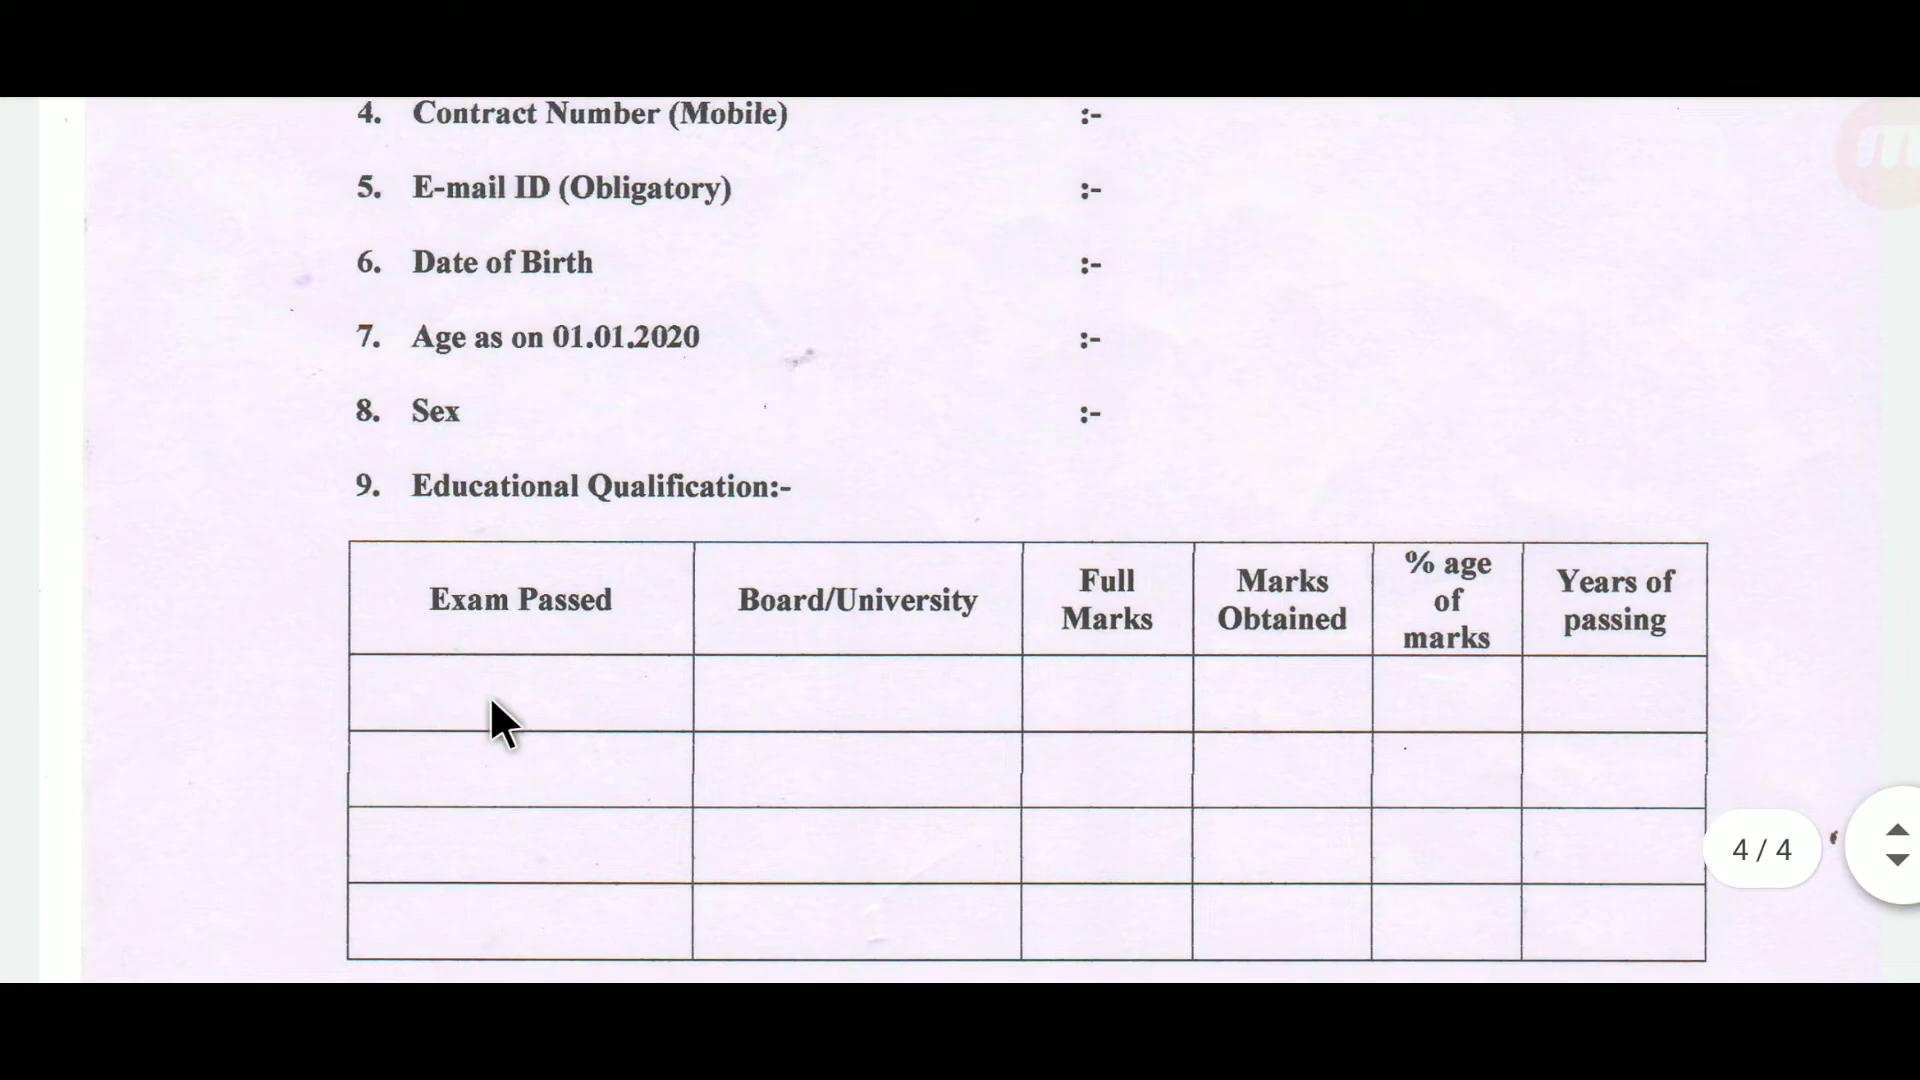 4. Contract Number (Mobile) :-
5. E-mail ID (Obligatory) :-
6. Date of Birth :-
7. Age as on 01.01.2020 :-
8. Sex :-
9. Educational Qualification:-
Exam Passed Board/University Full Marks Marks Obtained % age of marks Years of passing
4 / 4